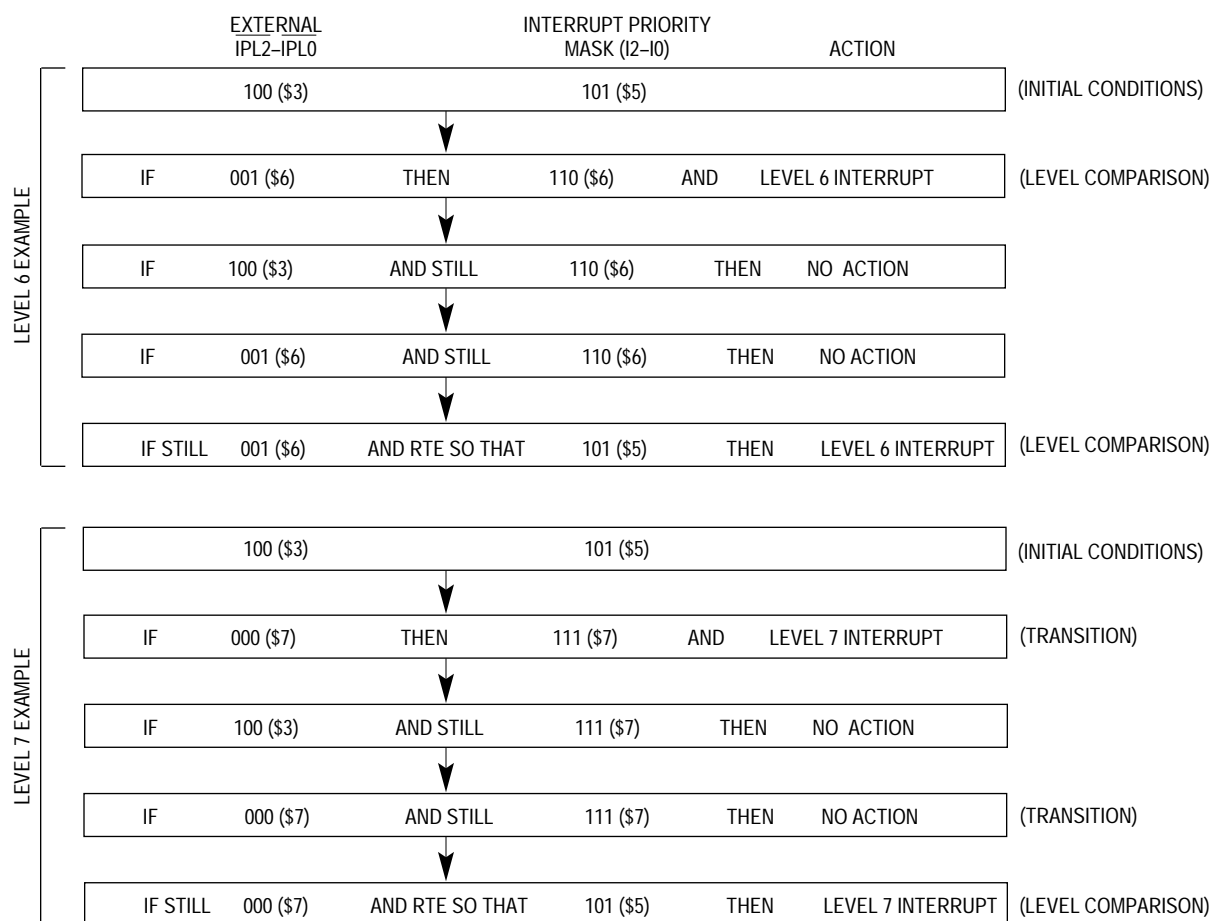 EXTERNAL
IPL2–IPL0
INTERRUPT PRIORITY
MASK (I2–I0)
ACTION
LEVEL 6 EXAMPLE
100 ($3) 101 ($5) (INITIAL CONDITIONS)
IF 001 ($6) THEN 110 ($6) AND LEVEL 6 INTERRUPT (LEVEL COMPARISON)
IF 100 ($3) AND STILL 110 ($6) THEN NO ACTION
IF 001 ($6) AND STILL 110 ($6) THEN NO ACTION
IF STILL 001 ($6) AND RTE SO THAT 101 ($5) THEN LEVEL 6 INTERRUPT (LEVEL COMPARISON)
LEVEL 7 EXAMPLE
100 ($3) 101 ($5) (INITIAL CONDITIONS)
IF 000 ($7) THEN 111 ($7) AND LEVEL 7 INTERRUPT (TRANSITION)
IF 100 ($3) AND STILL 111 ($7) THEN NO ACTION
IF 000 ($7) AND STILL 111 ($7) THEN NO ACTION (TRANSITION)
IF STILL 000 ($7) AND RTE SO THAT 101 ($5) THEN LEVEL 7 INTERRUPT (LEVEL COMPARISON)